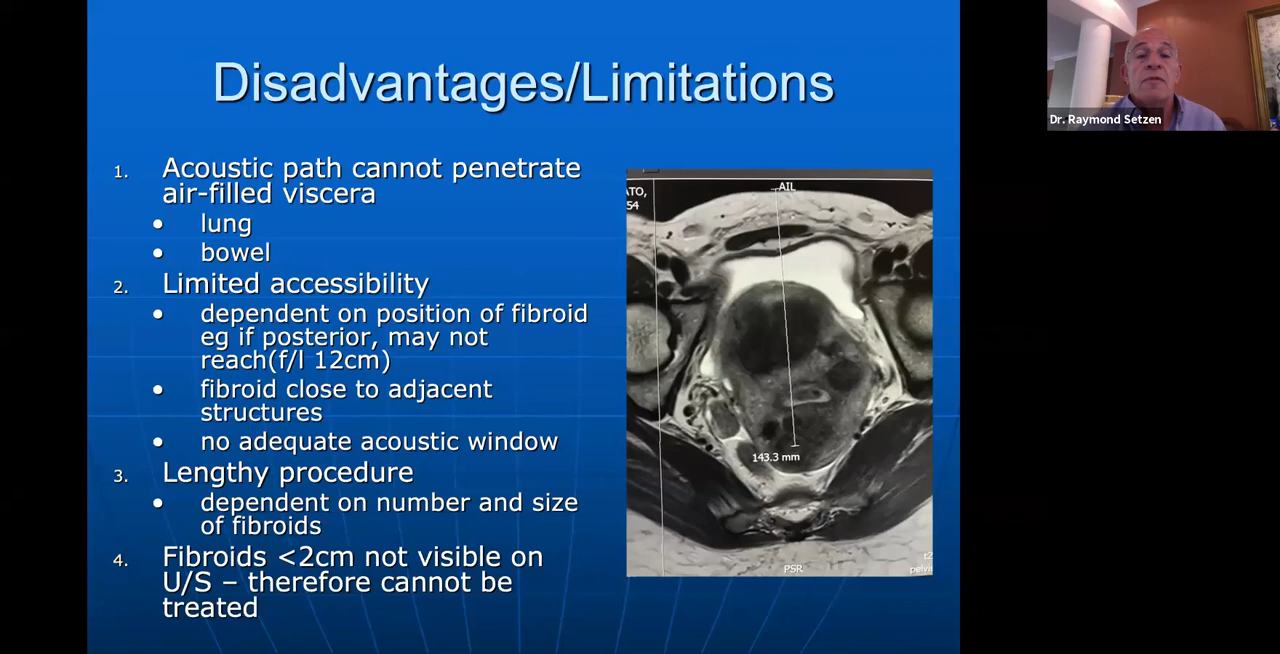 Disadvantages/Limitations
1. Acoustic path cannot penetrate
air-filled viscera
• lung
• bowel
2. Limited accessibility
• dependent on position of fibroid
eg if posterior, may not
reach(f/l 12cm)
• fibroid close to adjacent
structures
• no adequate acoustic window
3. Lengthy procedure
• dependent on number and size
of fibroids
4. Fibroids <2cm not visible on
U/S – therefore cannot be
treated
ATO,
54
AIL
143.3 mm
PSR
t2
Dr. Raymond Setzen